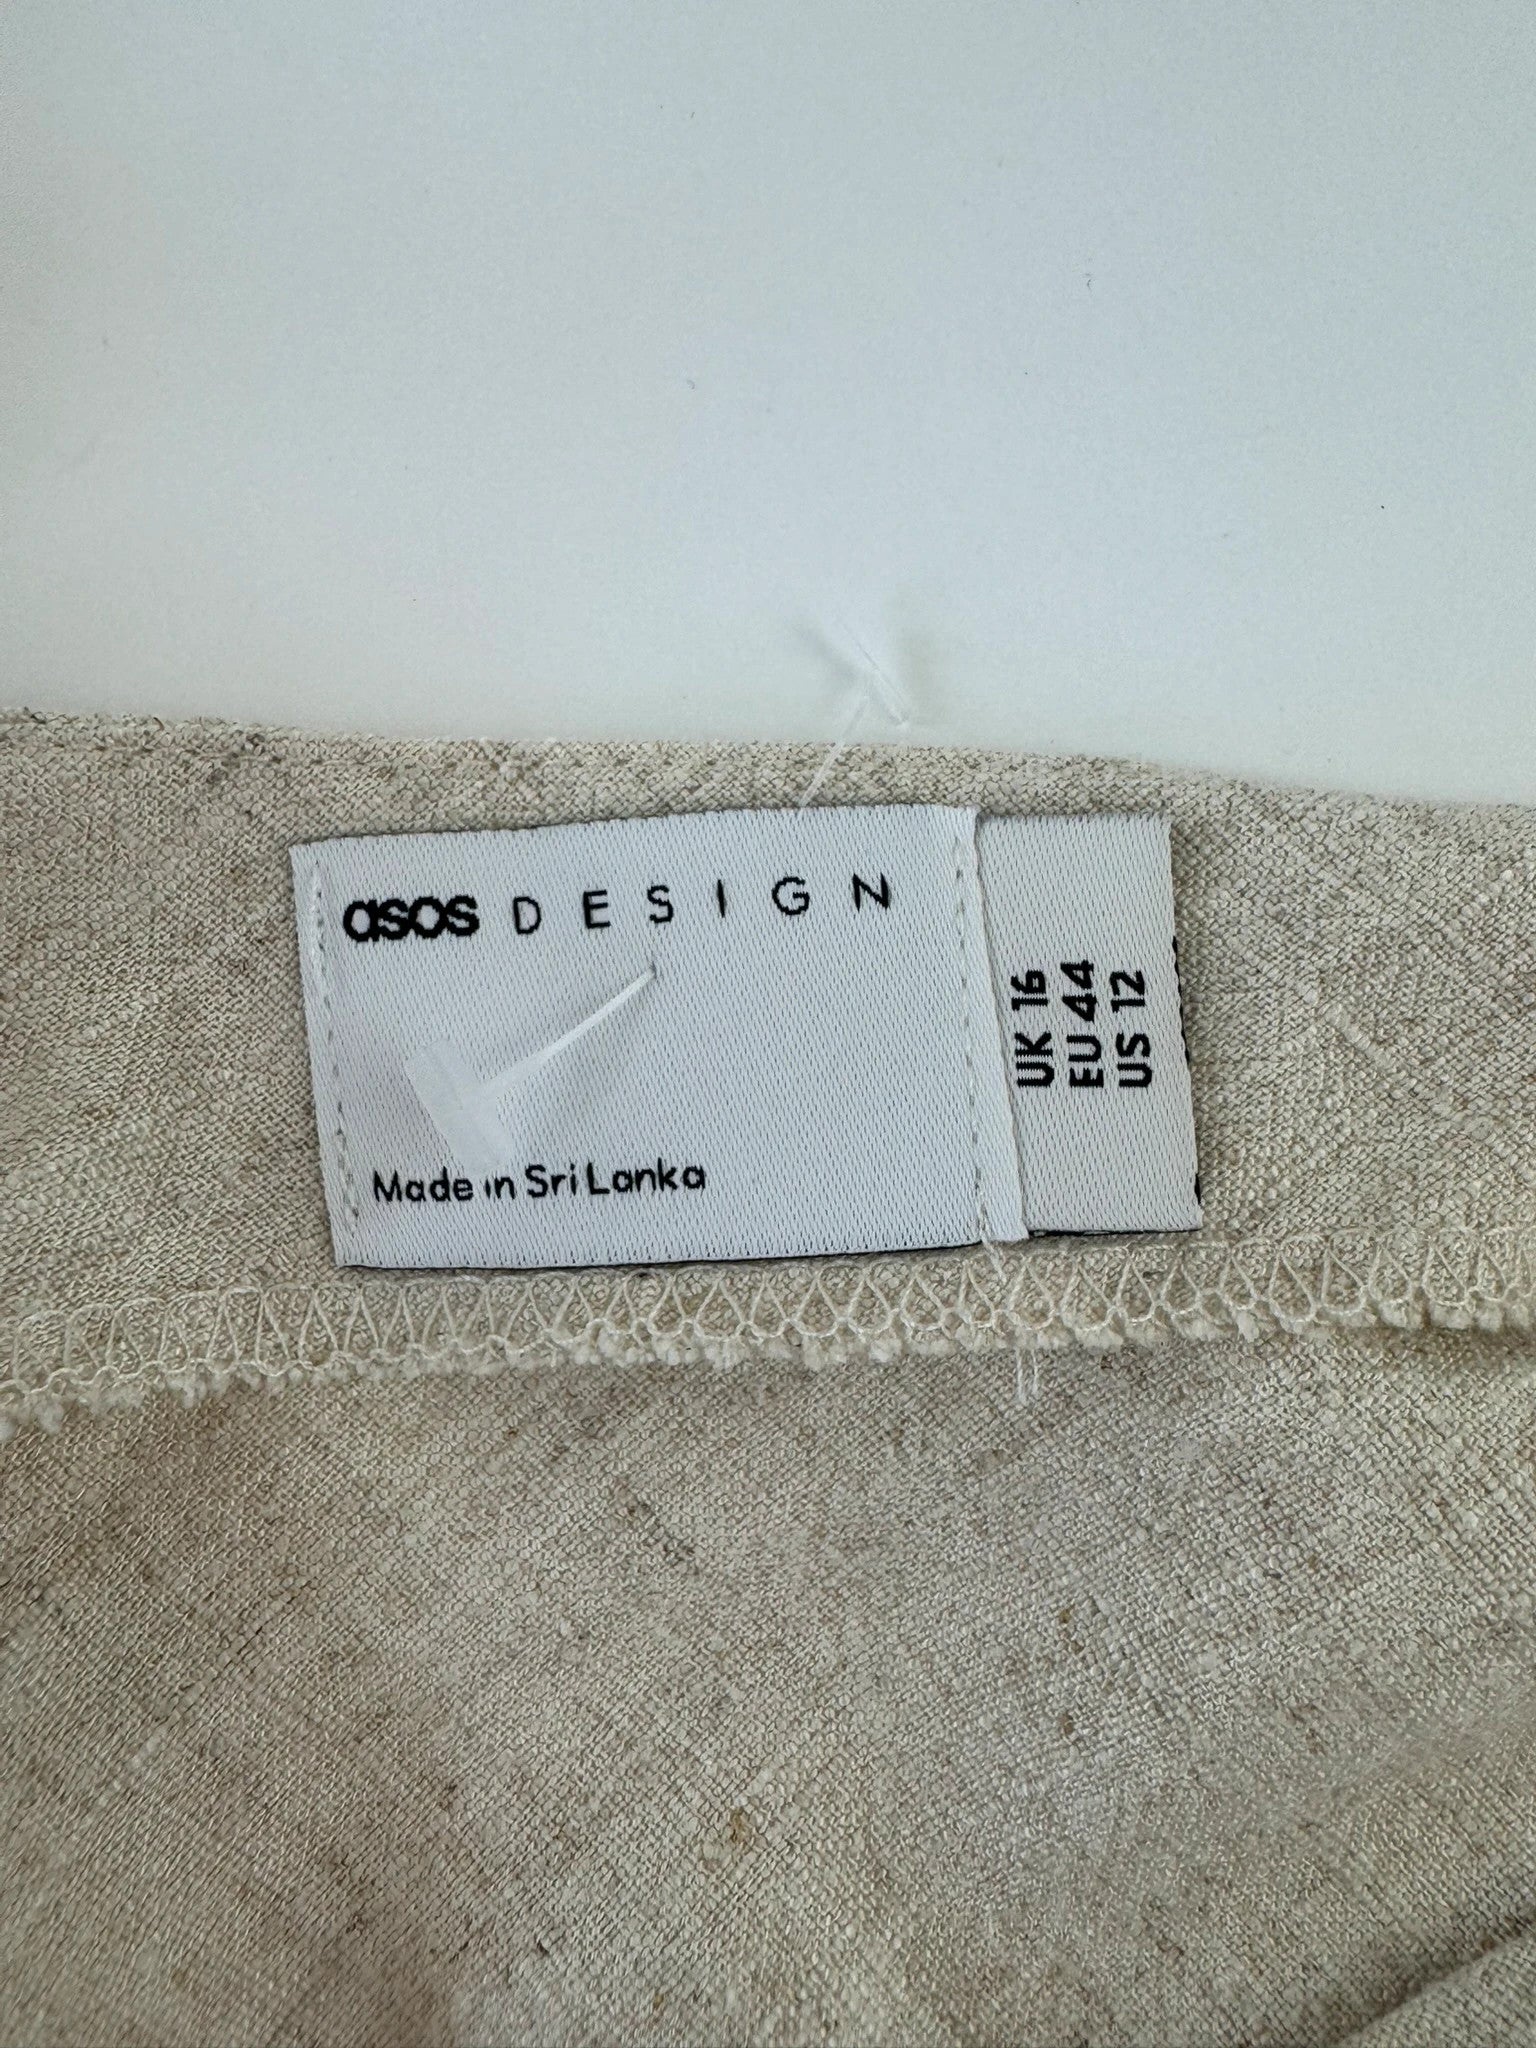 asos DESIGN
Made in Sri Lanka
UK 16
EU 44
US 12